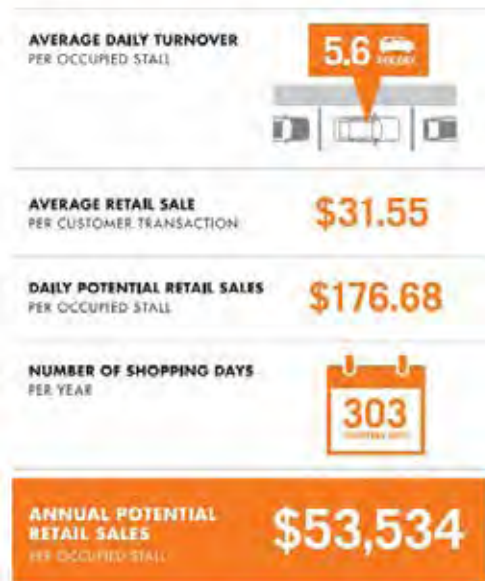 AVERAGE DAILY TURNOVER
PER OCCUPIED STALL
5.6
AVERAGE RETAIL SALE
PER CUSTOMER TRANSACTION
$31.55
DAILY POTENTIAL RETAIL SALES
PER OCCUPIED STALL
$176.68
NUMBER OF SHOPPING DAYS
PER YEAR
303
ANNUAL POTENTIAL
RETAIL SALES
PER OCCUPIED STALL
$53,534